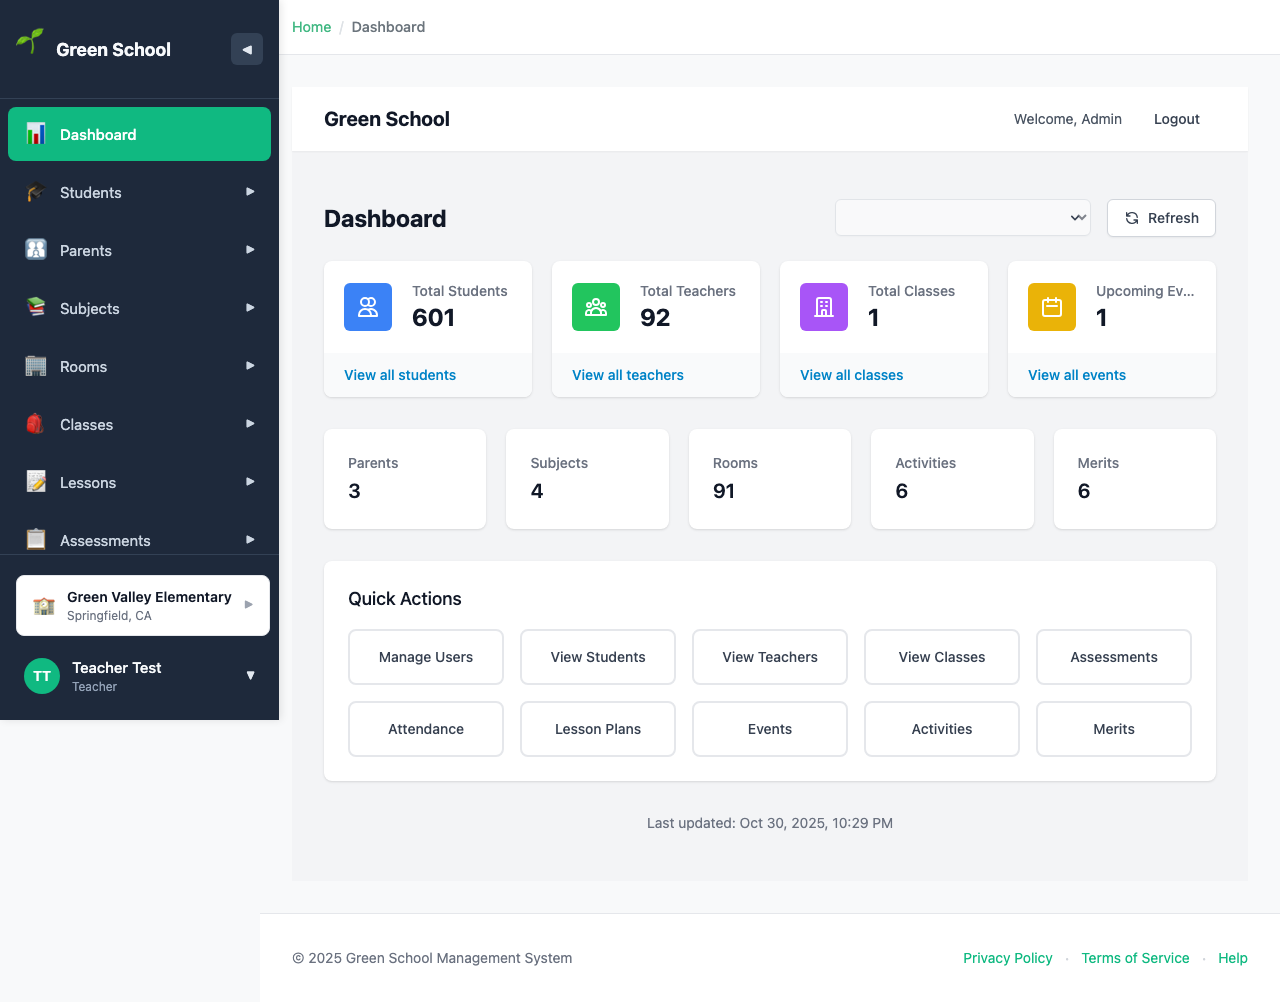 Green School
◀
Dashboard
Students
Parents
Subjects
Rooms
Classes
Lessons
Assessments
Green Valley Elementary
Springfield, CA
TT
Teacher Test
Teacher
Home / Dashboard
Green School
Welcome, Admin
Logout
Dashboard
Refresh
Total Students
601
View all students
Total Teachers
92
View all teachers
Total Classes
1
View all classes
Upcoming Ev...
1
View all events
Parents
3
Subjects
4
Rooms
91
Activities
6
Merits
6
Quick Actions
Manage Users
View Students
View Teachers
View Classes
Assessments
Attendance
Lesson Plans
Events
Activities
Merits
Last updated: Oct 30, 2025, 10:29 PM
© 2025 Green School Management System
Privacy Policy · Terms of Service · Help